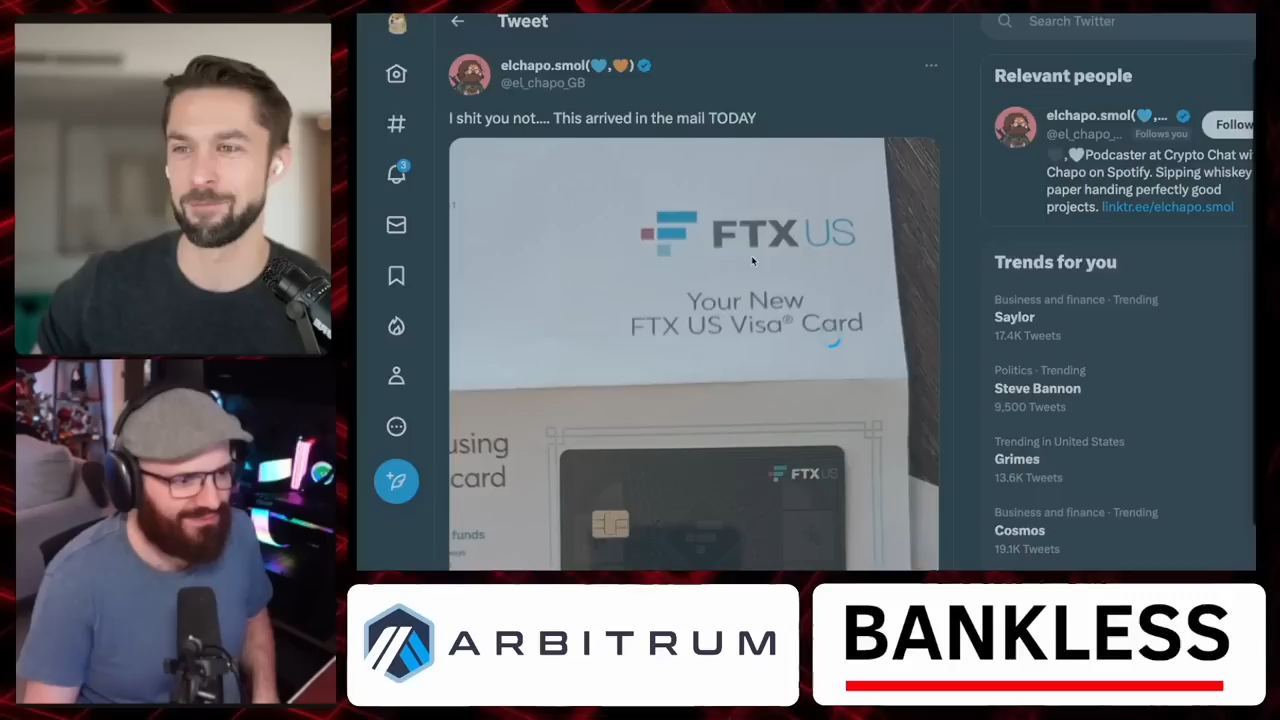 Tweet
elchapo.smol(🩵,🧡)
@el_chapo_GB
I shit you not.... This arrived in the mail TODAY
1
FTX US
Your New
FTX US Visa® Card
using
card
funds
FTX US
3
Search Twitter
Relevant people
elchapo.smol(🩵,...
@el_chapo_... Follows you
Follow
Podcaster at Crypto Chat wi
Chapo on Spotify. Sipping whiskey
paper handing perfectly good
projects. linktr.ee/elchapo.smol
Trends for you
Business and finance · Trending
Saylor
17.4K Tweets
Politics · Trending
Steve Bannon
9,500 Tweets
Trending in United States
Grimes
13.6K Tweets
Business and finance · Trending
Cosmos
19.1K Tweets
ARBITRUM
BANKLESS